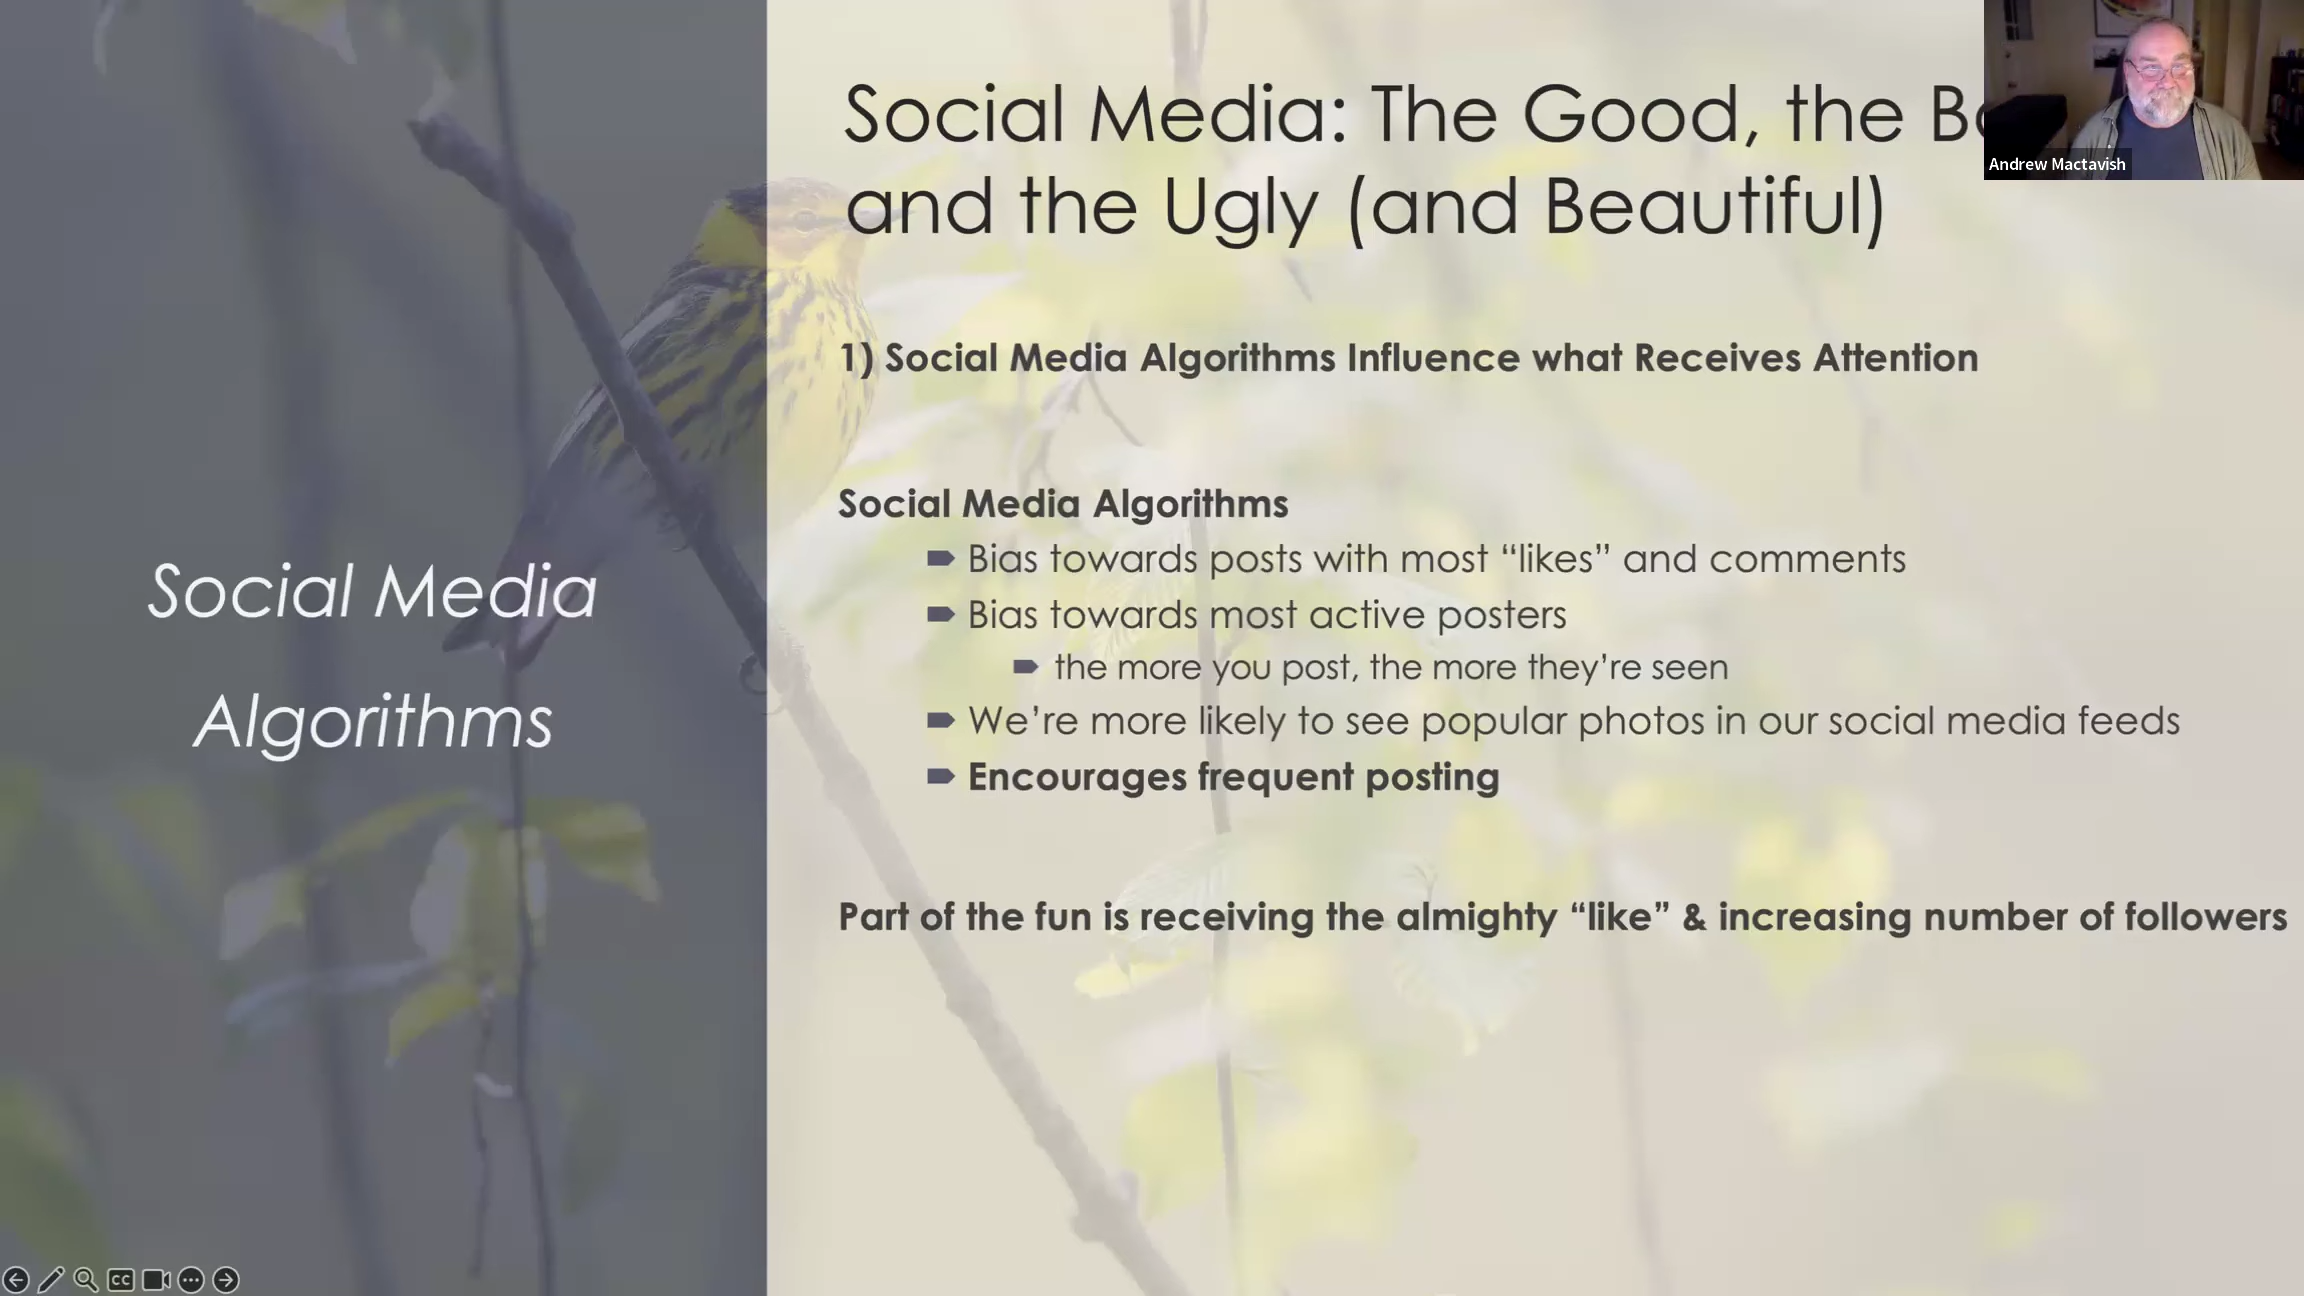 Social Media: The Good, the
and the Ugly (and Beautiful)
Andrew Mactavish
1) Social Media Algorithms Influence what Receives Attention
Social Media
Algorithms
Social Media Algorithms
Bias towards posts with most “likes” and comments
Bias towards most active posters
the more you post, the more they’re seen
We’re more likely to see popular photos in our social media feeds
Encourages frequent posting
Part of the fun is receiving the almighty “like” & increasing number of followers
CC